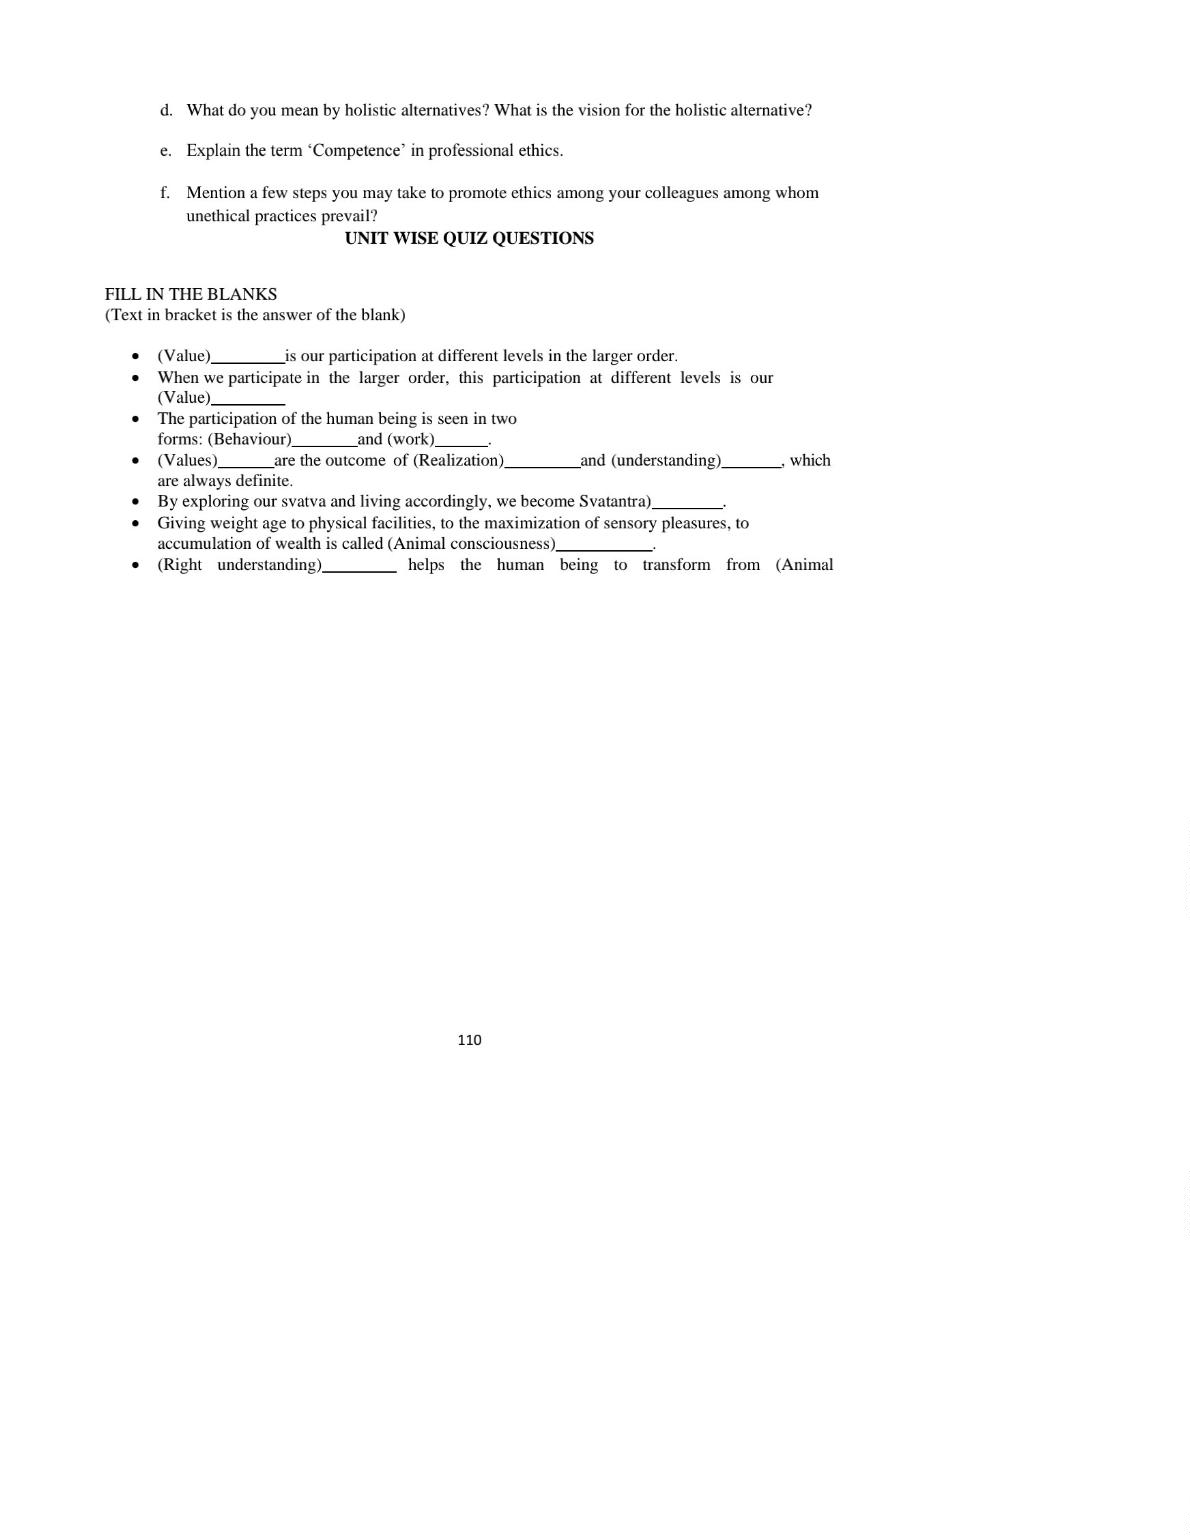 d. What do you mean by holistic alternatives? What is the vision for the holistic alternative?
e. Explain the term ‘Competence’ in professional ethics.
f. Mention a few steps you may take to promote ethics among your colleagues among whom
unethical practices prevail?
UNIT WISE QUIZ QUESTIONS
FILL IN THE BLANKS
(Text in bracket is the answer of the blank)
• (Value)________is our participation at different levels in the larger order.
• When we participate in the larger order, this participation at different levels is our
(Value)________
• The participation of the human being is seen in two
forms: (Behaviour)_______and (work)______.
• (Values)______are the outcome of (Realization)________and (understanding)_______, which
are always definite.
• By exploring our svatva and living accordingly, we become Svatantra)________.
• Giving weight age to physical facilities, to the maximization of sensory pleasures, to
accumulation of wealth is called (Animal consciousness)___________.
• (Right understanding)________ helps the human being to transform from (Animal
110